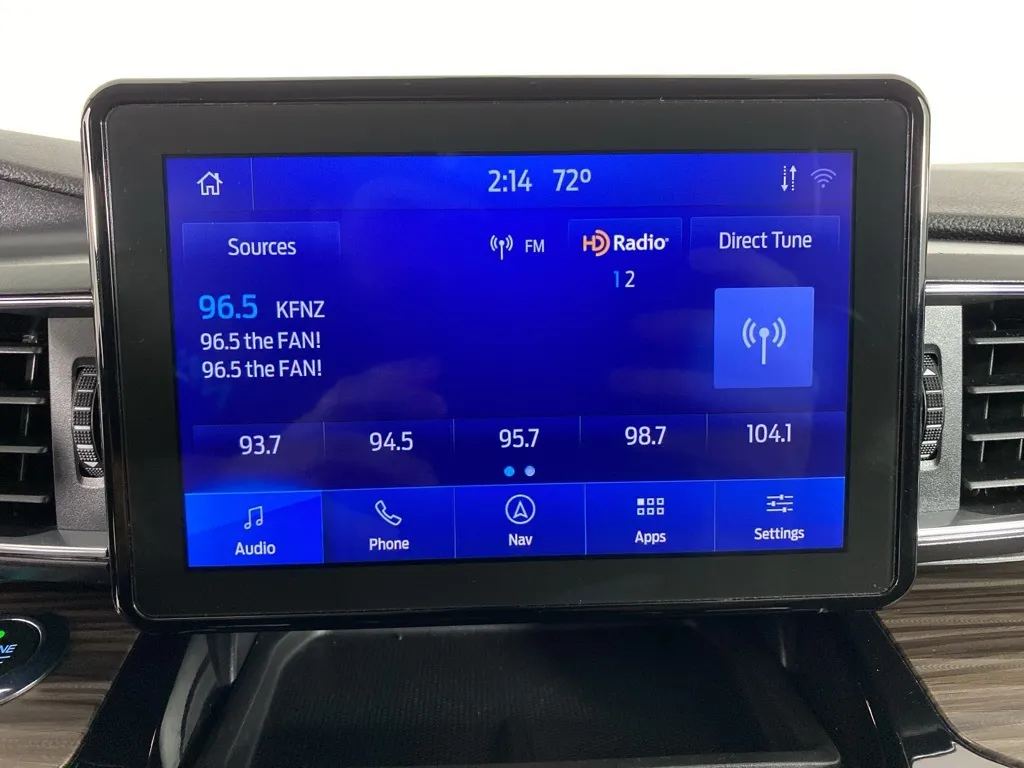 2:14 72°
Sources
FM
HD Radio
Direct Tune
1 2
96.5 KFNZ
96.5 the FAN!
96.5 the FAN!
93.7
94.5
95.7
98.7
104.1
Audio
Phone
Nav
Apps
Settings